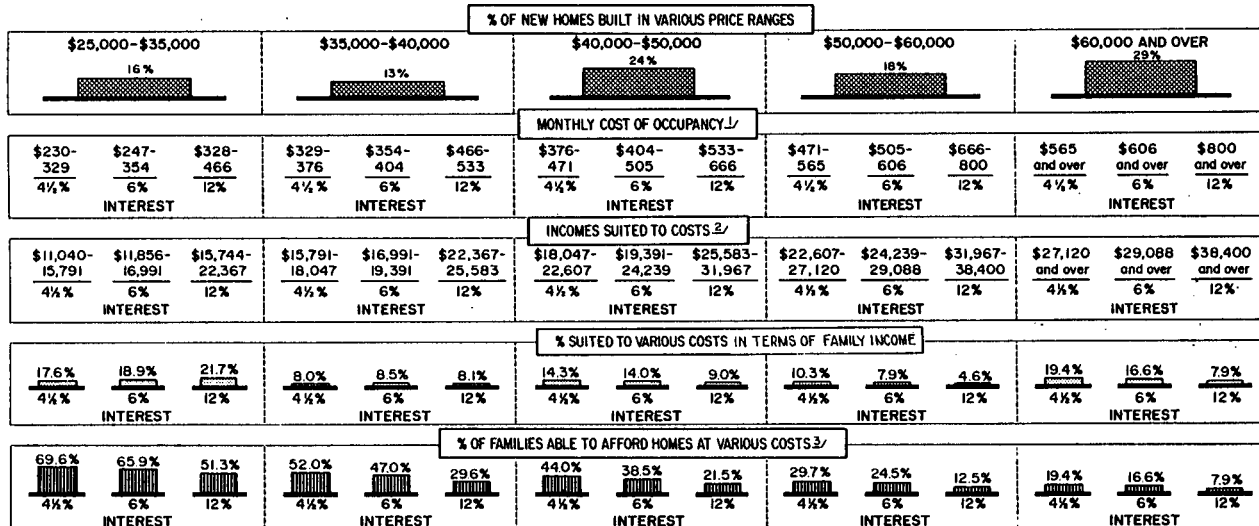 % OF NEW HOMES BUILT IN VARIOUS PRICE RANGES
$25,000-$35,000 $35,000-$40,000 $40,000-$50,000 $50,000-$60,000 $60,000 AND OVER
16% 13% 24% 18% 29%
MONTHLY COST OF OCCUPANCY 1/
$230- $247- $328- $329- $354- $466- $376- $404- $533- $471- $505- $666- $565 $606 $800
329 354 466 376 404 533 471 505 666 565 606 800 and over and over and over
4½% 6% 12% 4½% 6% 12% 4½% 6% 12% 4½% 6% 12% 4½% 6% 12%
INTEREST INTEREST INTEREST INTEREST INTEREST
INCOMES SUITED TO COSTS 2/
$11,040- $11,856- $15,744- $15,791- $16,991- $22,367- $18,047- $19,391- $25,583- $22,607- $24,239- $31,967- $27,120 $29,088 $38,400
15,791 16,991 22,367 18,047 19,391 25,583 22,607 24,239 31,967 27,120 29,088 38,400 and over and over and over
4½% 6% 12% 4½% 6% 12% 4½% 6% 12% 4½% 6% 12% 4½% 6% 12%
INTEREST INTEREST INTEREST INTEREST INTEREST
% SUITED TO VARIOUS COSTS IN TERMS OF FAMILY INCOME
17.6% 18.9% 21.7% 8.0% 8.5% 8.1% 14.3% 14.0% 9.0% 10.3% 7.9% 4.6% 19.4% 16.6% 7.9%
4½% 6% 12% 4½% 6% 12% 4½% 6% 12% 4½% 6% 12% 4½% 6% 12%
INTEREST INTEREST INTEREST INTEREST INTEREST
% OF FAMILIES ABLE TO AFFORD HOMES AT VARIOUS COSTS 3/
69.6% 65.9% 51.3% 52.0% 47.0% 29.6% 44.0% 38.5% 21.5% 29.7% 24.5% 12.5% 19.4% 16.6% 7.9%
4½% 6% 12% 4½% 6% 12% 4½% 6% 12% 4½% 6% 12% 4½% 6% 12%
INTEREST INTEREST INTEREST INTEREST INTEREST